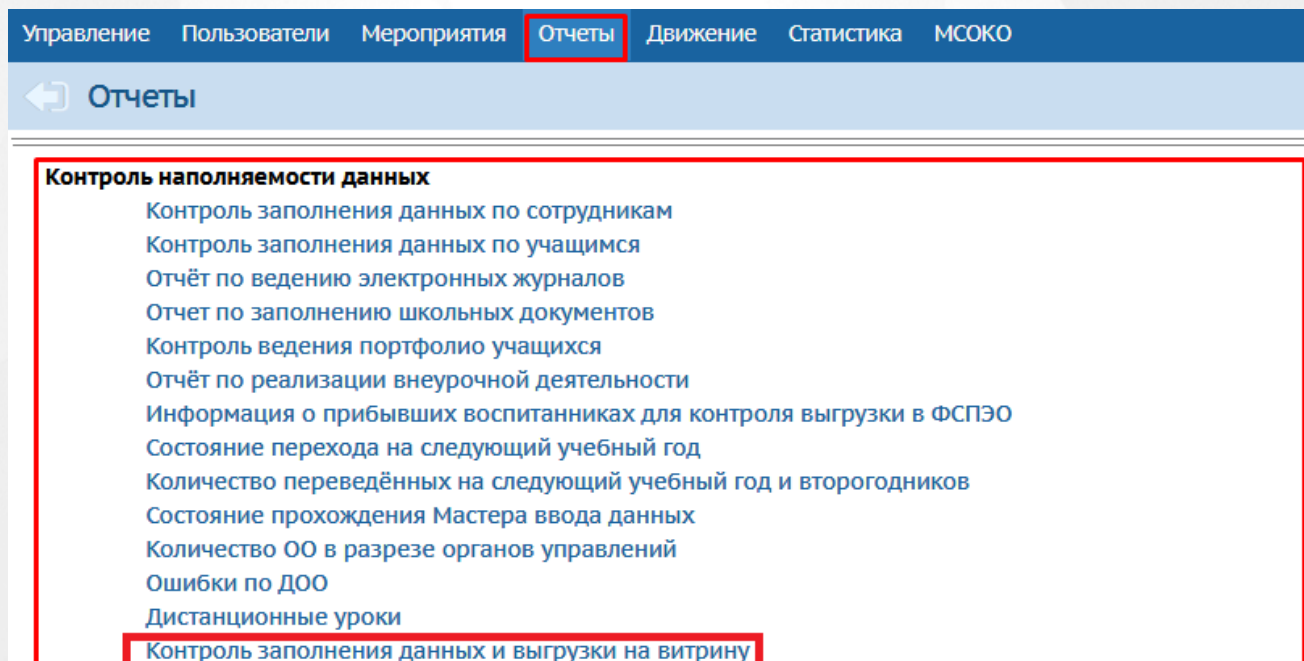 Управление Пользователи Мероприятия Отчеты Движение Статистика МСОКО
Отчеты
Контроль наполняемости данных
Контроль заполнения данных по сотрудникам
Контроль заполнения данных по учащимся
Отчёт по ведению электронных журналов
Отчет по заполнению школьных документов
Контроль ведения портфолио учащихся
Отчёт по реализации внеурочной деятельности
Информация о прибывших воспитанниках для контроля выгрузки в ФСПЭО
Состояние перехода на следующий учебный год
Количество переведённых на следующий учебный год и второгодников
Состояние прохождения Мастера ввода данных
Количество ОО в разрезе органов управлений
Ошибки по ДОО
Дистанционные уроки
Контроль заполнения данных и выгрузки на витрину